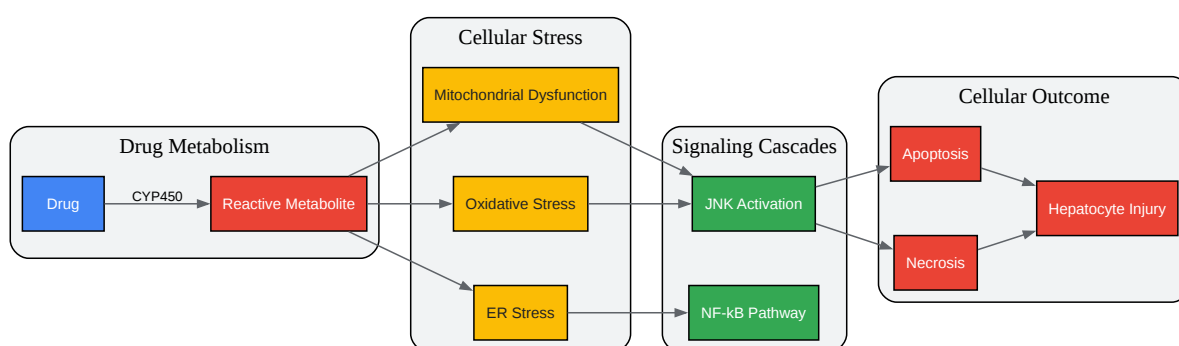 Drug Metabolism
Drug
CYP450
Reactive Metabolite
Cellular Stress
Mitochondrial Dysfunction
Oxidative Stress
ER Stress
Signaling Cascades
JNK Activation
NF-kB Pathway
Cellular Outcome
Apoptosis
Necrosis
Hepatocyte Injury